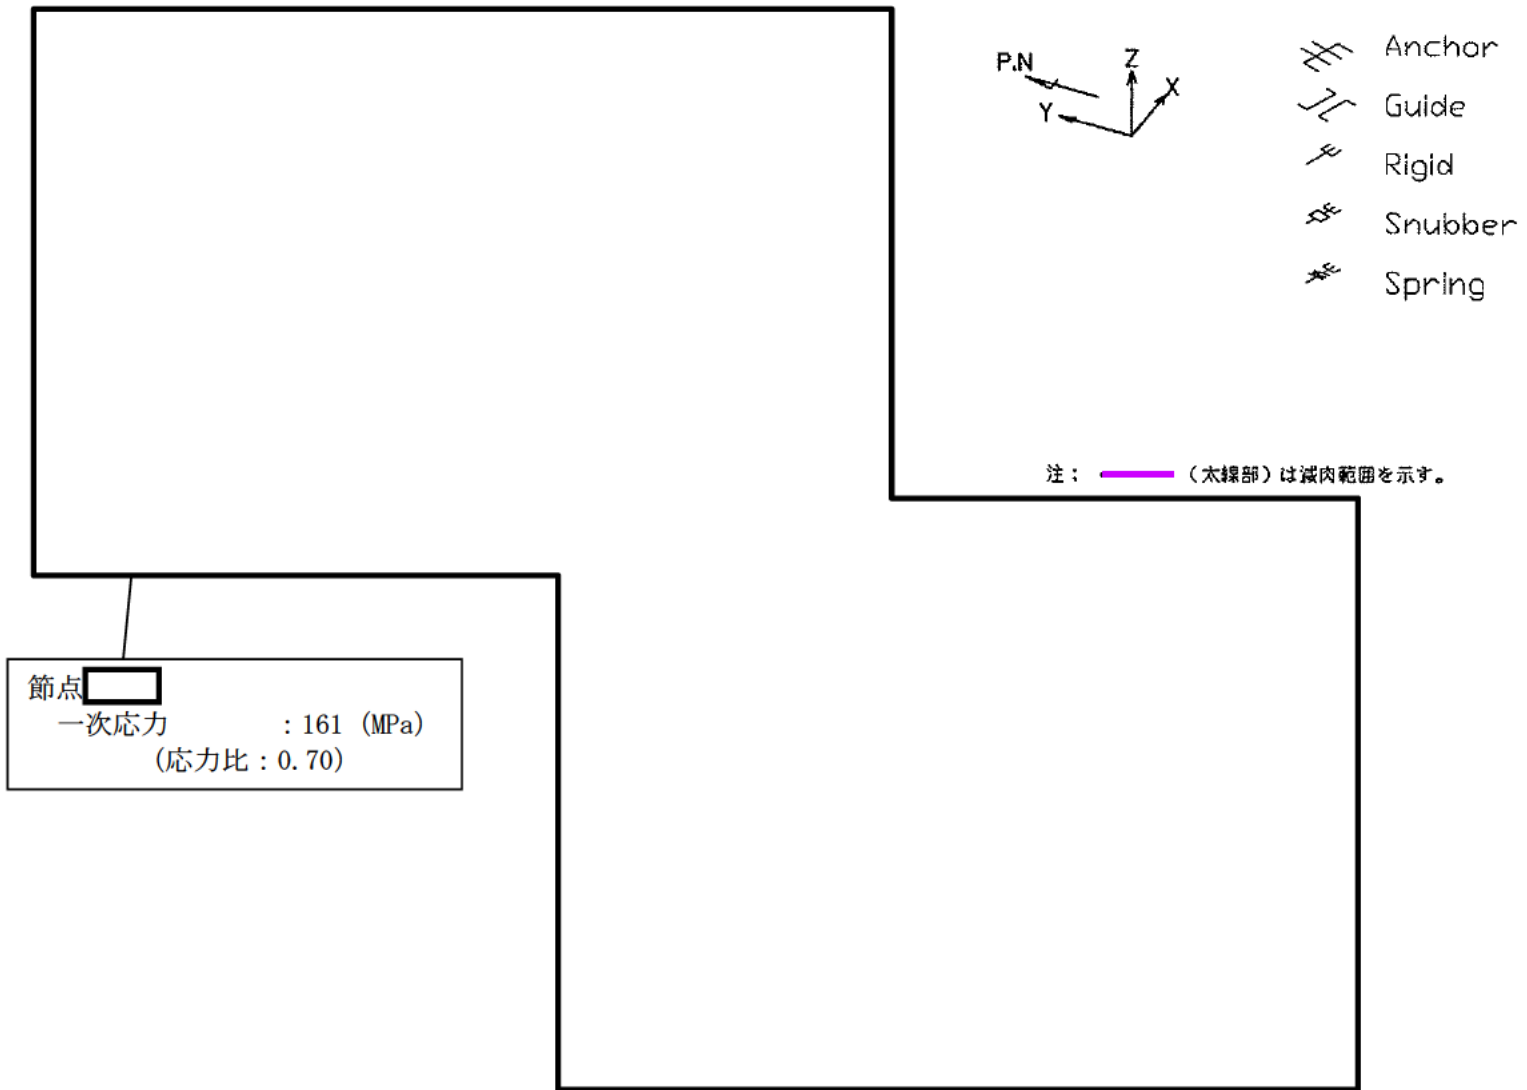 P.N
Z
X
Y
Anchor
Guide
Rigid
Snubber
Spring
注： （太線部）は減肉範囲を示す。
節点
一次応力 ：161 (MPa)
(応力比：0.70)